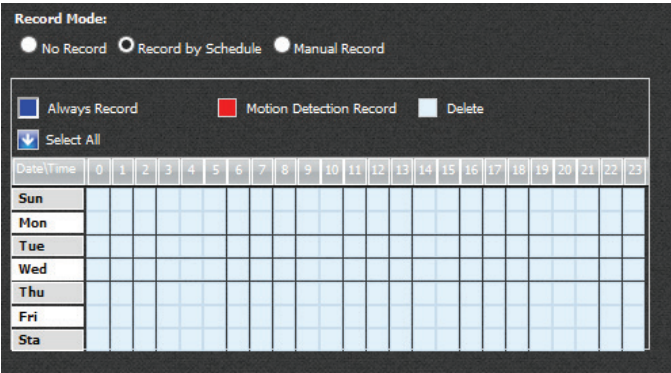 Record Mode:
No Record Record by Schedule Manual Record
Always Record Motion Detection Record Delete
Select All
Date\Time 0 1 2 3 4 5 6 7 8 9 10 11 12 13 14 15 16 17 18 19 20 21 22 23
Sun
Mon
Tue
Wed
Thu
Fri
Sta